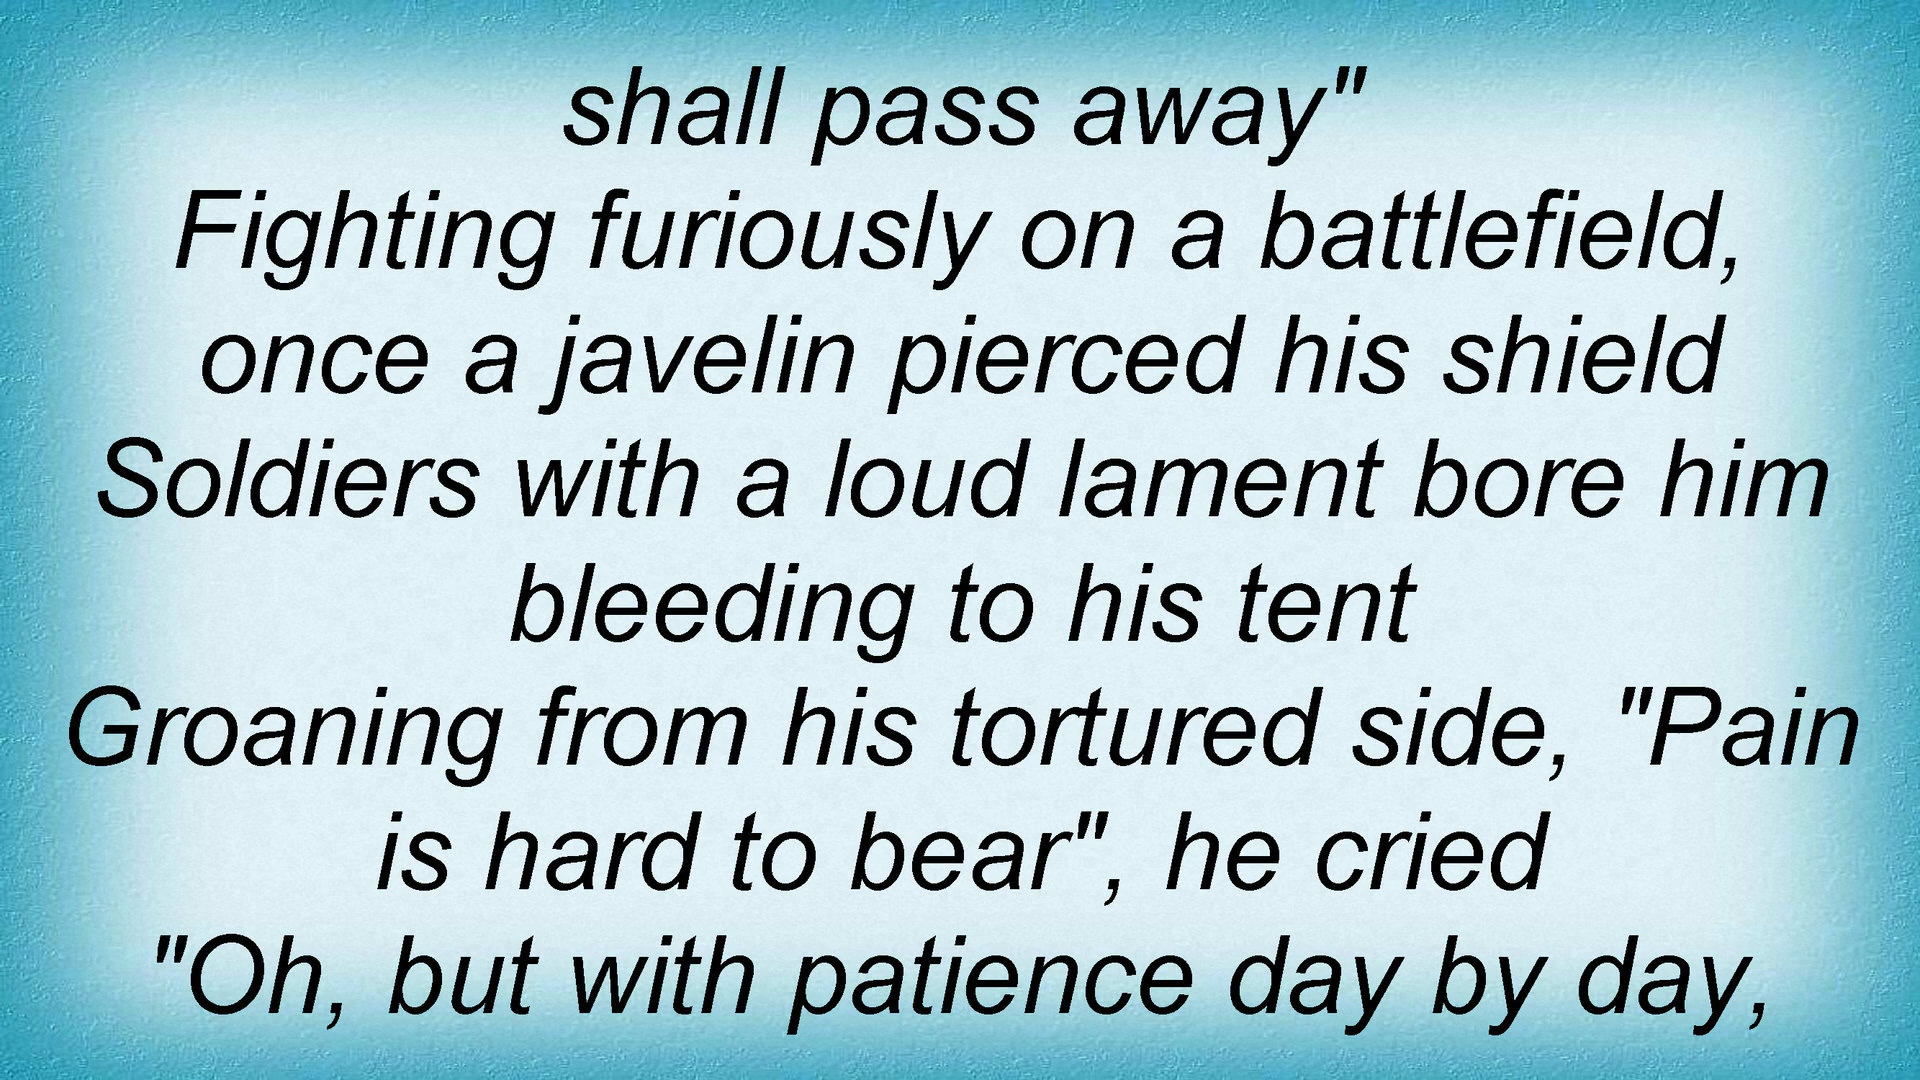 shall pass away"
Fighting furiously on a battlefield,
once a javelin pierced his shield
Soldiers with a loud lament bore him
bleeding to his tent
Groaning from his tortured side, "Pain
is hard to bear", he cried
"Oh, but with patience day by day,